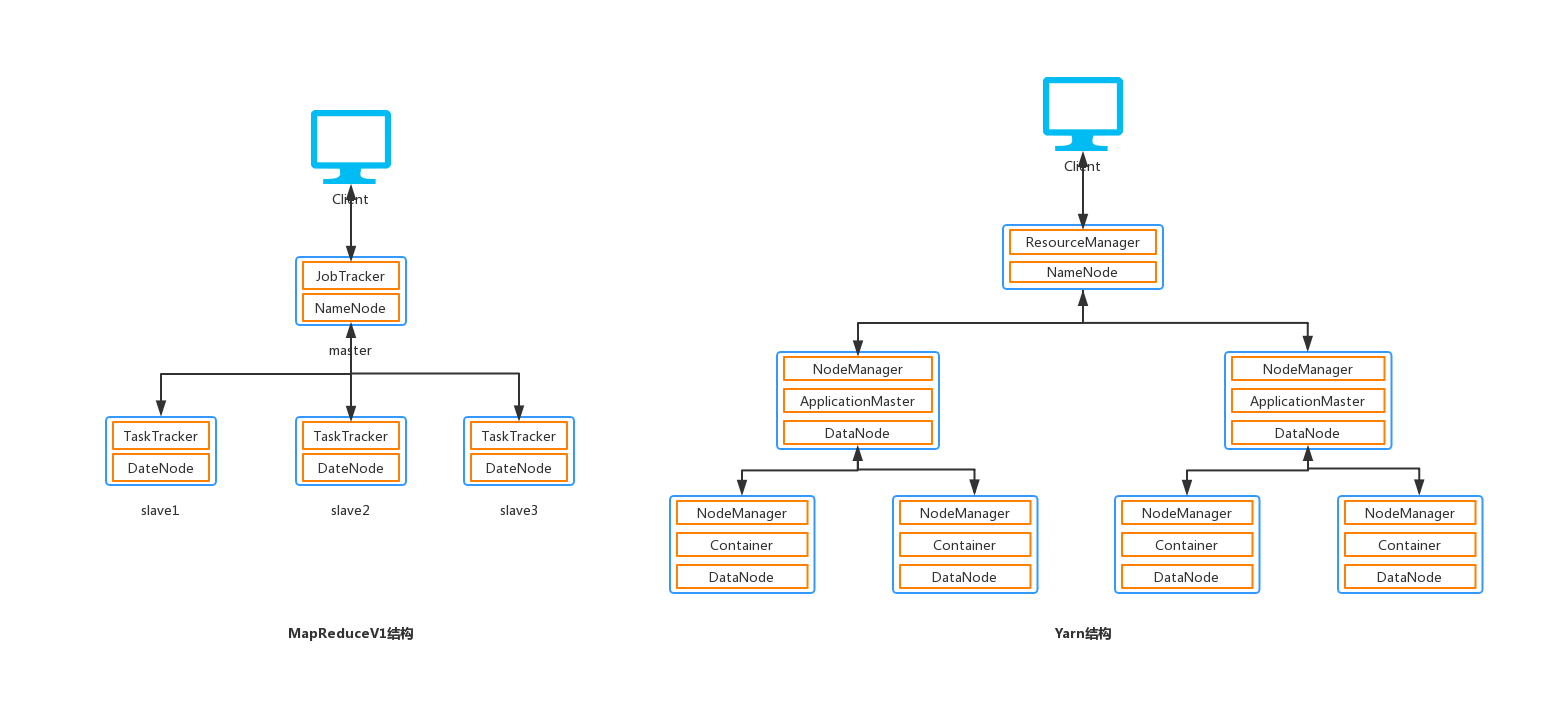 Client
JobTracker
NameNode
master
TaskTracker
DateNode
slave1
TaskTracker
DateNode
slave2
TaskTracker
DateNode
slave3
MapReduceV1结构
Client
ResourceManager
NameNode
NodeManager
ApplicationMaster
DataNode
NodeManager
ApplicationMaster
DataNode
NodeManager
Container
DataNode
NodeManager
Container
DataNode
NodeManager
Container
DataNode
NodeManager
Container
DataNode
Yarn结构